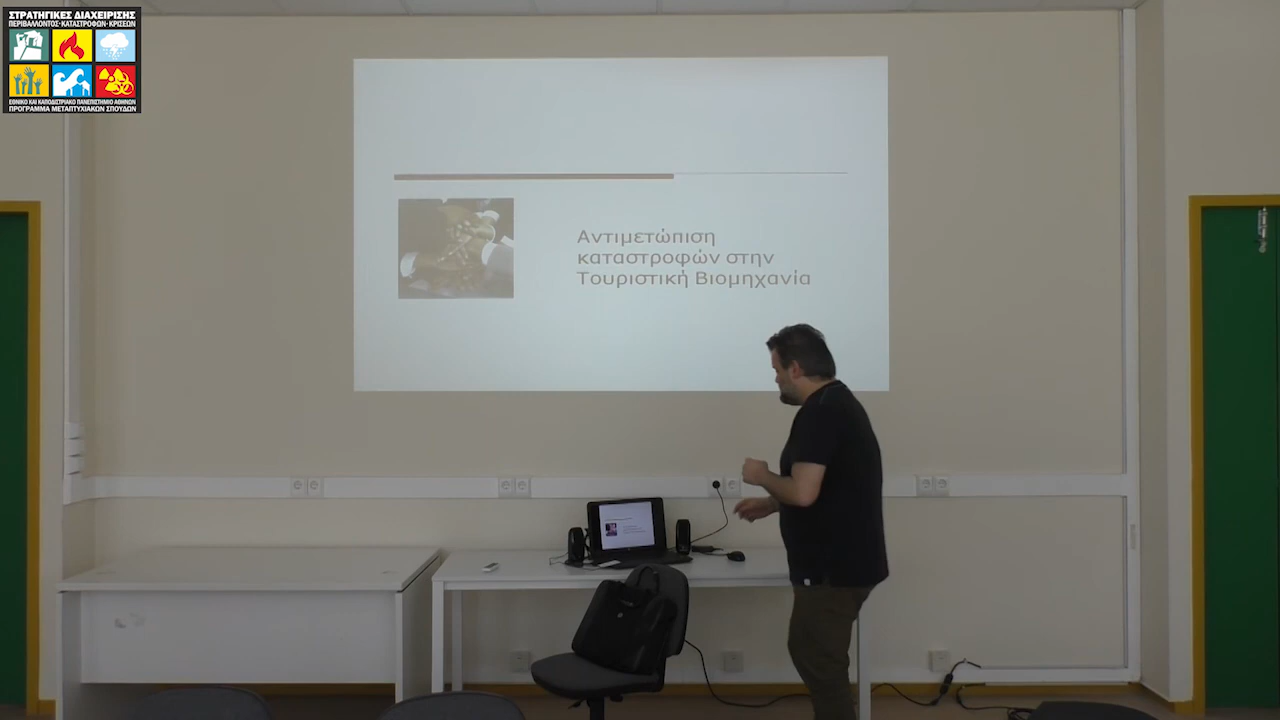 ΣΤΡΑΤΗΓΙΚΕΣ ΔΙΑΧΕΙΡΙΣΗΣ
ΠΕΡΙΒΑΛΛΟΝΤΟΣ·ΚΑΤΑΣΤΡΟΦΩΝ·ΚΡΙΣΕΩΝ
ΕΘΝΙΚΟ ΚΑΙ ΚΑΠΟΔΙΣΤΡΙΑΚΟ ΠΑΝΕΠΙΣΤΗΜΙΟ ΑΘΗΝΩΝ
ΠΡΟΓΡΑΜΜΑ ΜΕΤΑΠΤΥΧΙΑΚΩΝ ΣΠΟΥΔΩΝ
Αντιμετώπιση
καταστροφών στην
Τουριστική Βιομηχανία